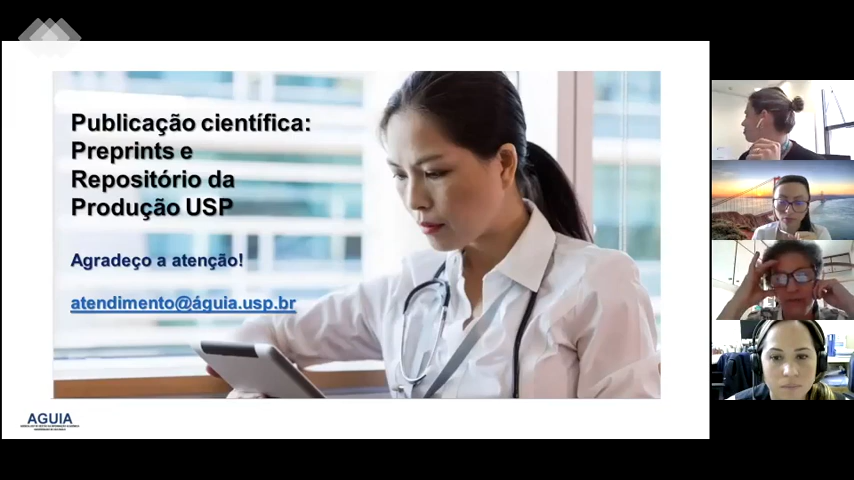 Publicação científica:
Preprints e
Repositório da
Produção USP
Agradeço a atenção!
atendimento@águia.usp.br
AGUIA